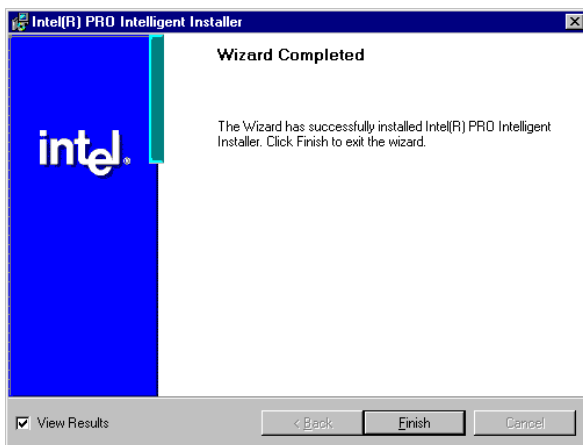 Intel(R) PRO Intelligent Installer
Wizard Completed
The Wizard has successfully installed Intel(R) PRO Intelligent
Installer. Click Finish to exit the wizard.
intel.
View Results
< Back
Finish
Cancel